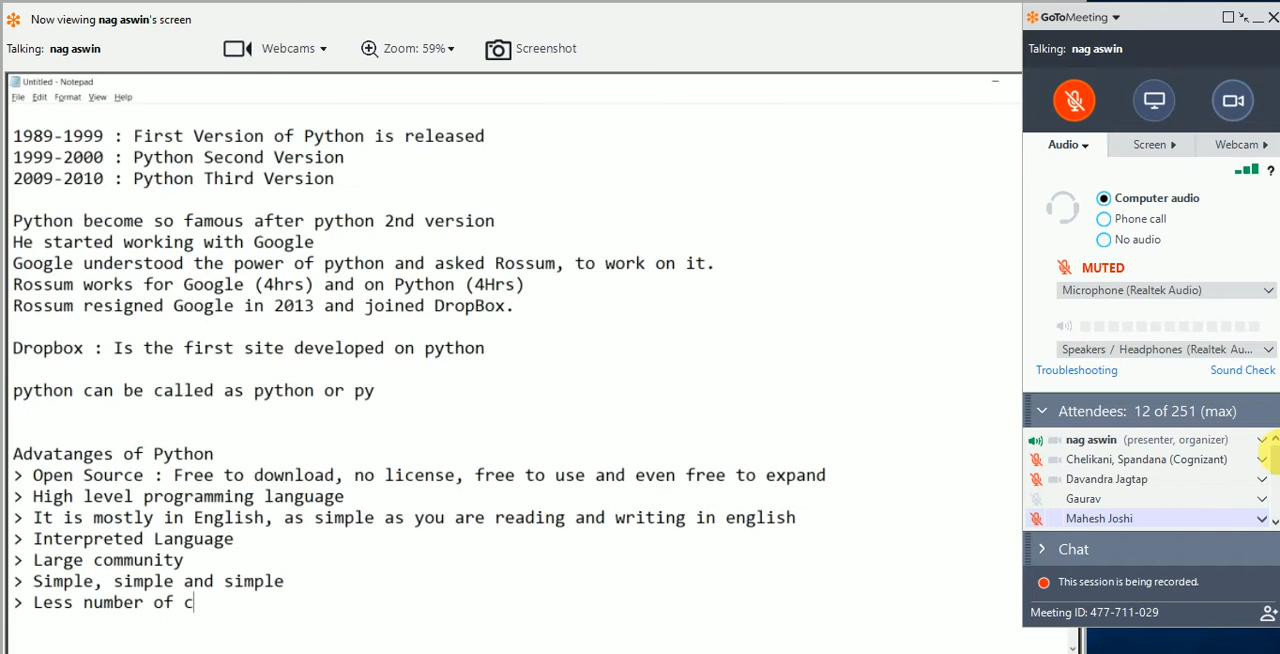 Now viewing nag aswin's screen
Talking: nag aswin
Webcams
Zoom: 59%
Screenshot
Untitled - Notepad
File Edit Format View Help
1989-1999 : First Version of Python is released
1999-2000 : Python Second Version
2009-2010 : Python Third Version
Python become so famous after python 2nd version
He started working with Google
Google understood the power of python and asked Rossum, to work on it.
Rossum works for Google (4hrs) and on Python (4Hrs)
Rossum resigned Google in 2013 and joined DropBox.
Dropbox : Is the first site developed on python
python can be called as python or py
Advatanges of Python
> Open Source : Free to download, no license, free to use and even free to expand
> High level programming language
> It is mostly in English, as simple as you are reading and writing in english
> Interpreted Language
> Large community
> Simple, simple and simple
> Less number of c
GoToMeeting
Talking: nag aswin
Audio Screen Webcam
?
Computer audio
Phone call
No audio
MUTED
Microphone (Realtek Audio)
Speakers / Headphones (Realtek Au...
Troubleshooting Sound Check
Attendees: 12 of 251 (max)
nag aswin (presenter, organizer)
Chelikani, Spandana (Cognizant)
Davandra Jagtap
Gaurav
Mahesh Joshi
Chat
This session is being recorded.
Meeting ID: 477-711-029